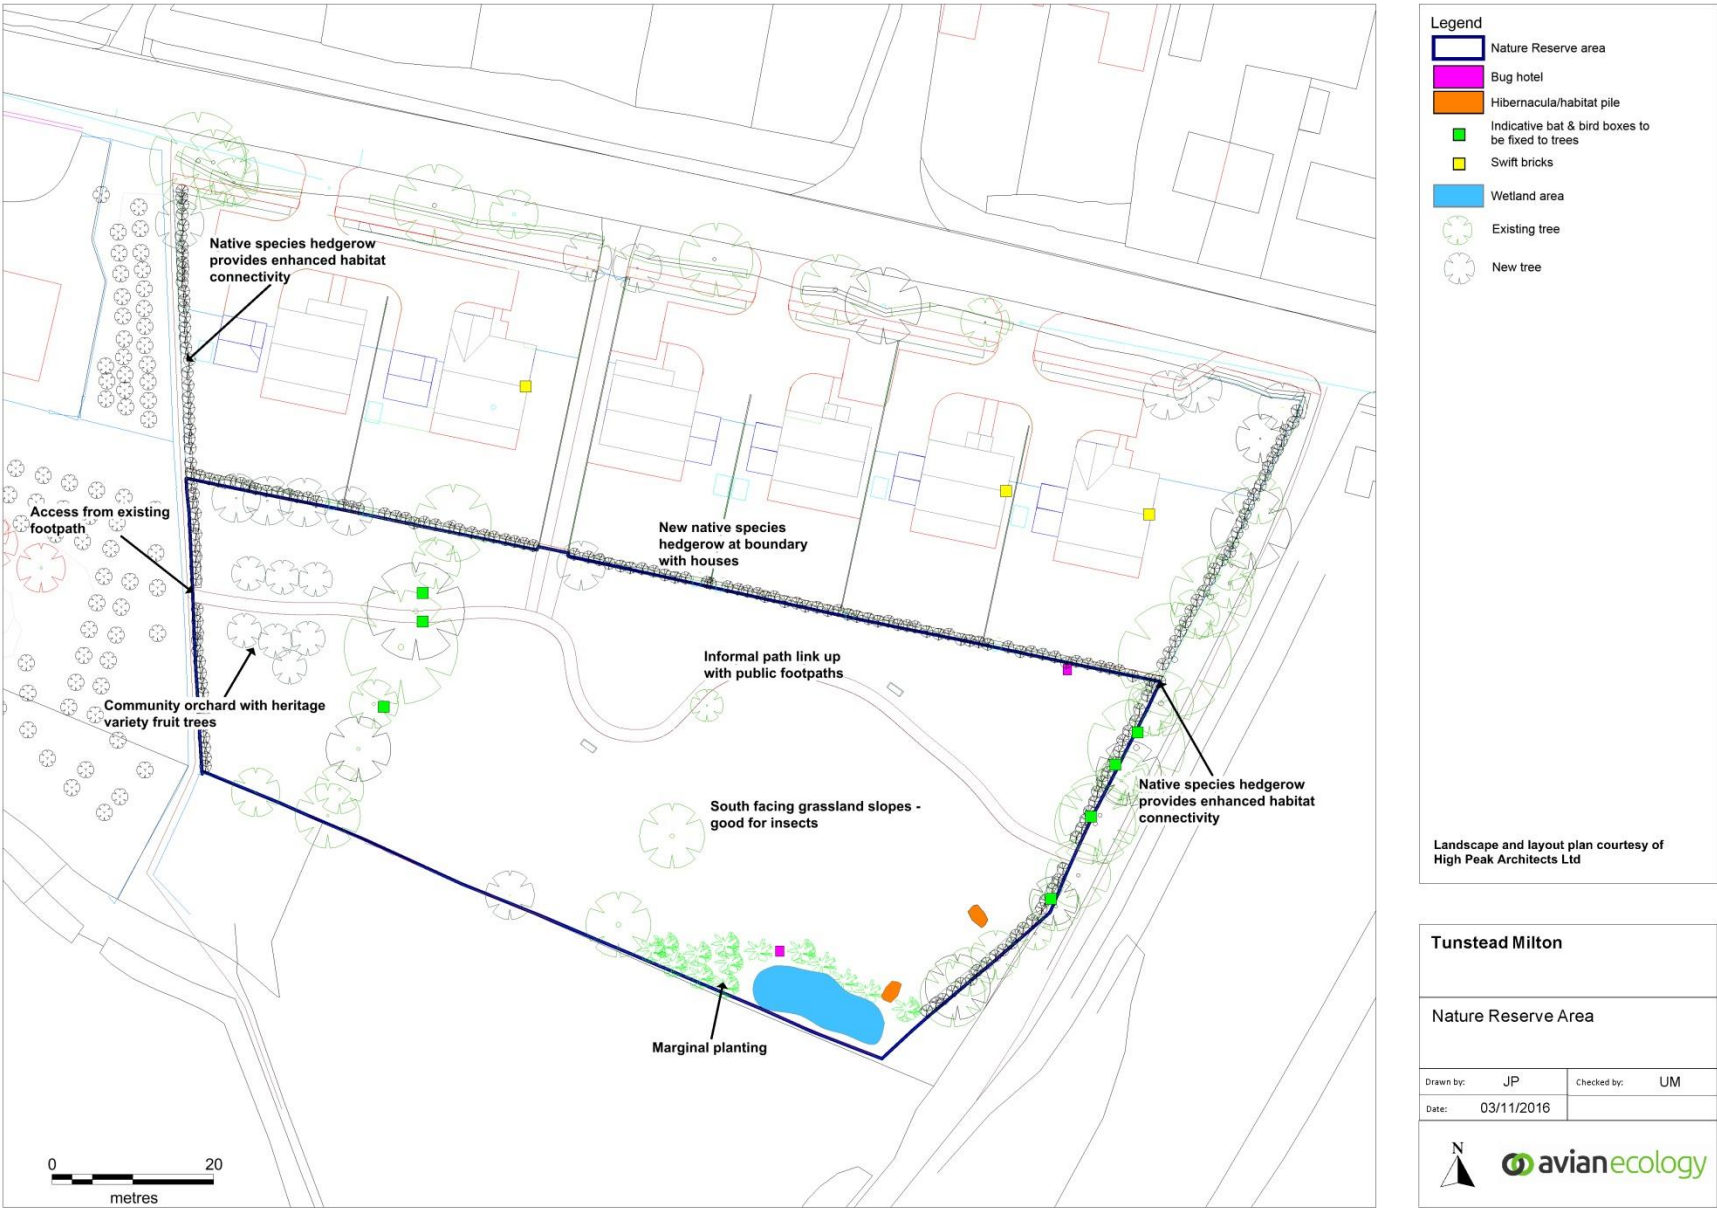 Native species hedgerow
provides enhanced habitat
connectivity
Access from existing
footpath
New native species
hedgerow at boundary
with houses
Informal path link up
with public footpaths
Community orchard with heritage
variety fruit trees
South facing grassland slopes -
good for insects
Native species hedgerow
provides enhanced habitat
connectivity
Marginal planting
0 20
metres
Legend
Nature Reserve area
Bug hotel
Hibernacula/habitat pile
Indicative bat & bird boxes to
be fixed to trees
Swift bricks
Wetland area
Existing tree
New tree
Landscape and layout plan courtesy of
High Peak Architects Ltd
Tunstead Milton
Nature Reserve Area
Drawn by: JP Checked by: UM
Date: 03/11/2016
N
avianecology